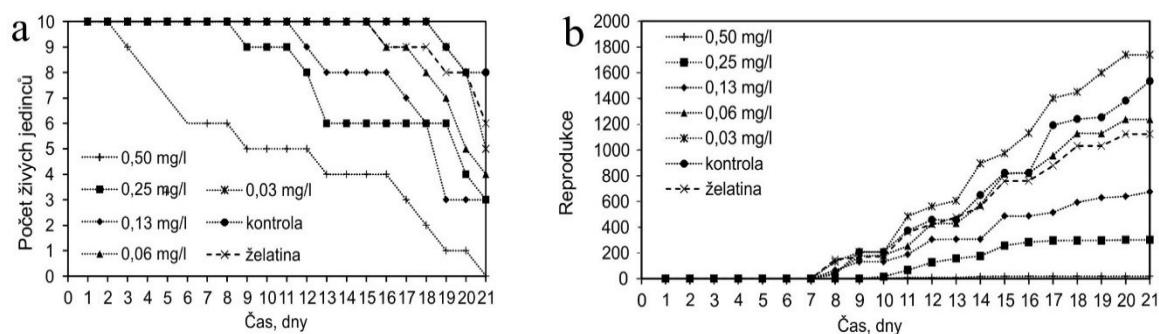 a
Počet živých jedinců
10
9
8
7
6
5
4
3
2
1
0
0,50 mg/l
0,25 mg/l
0,13 mg/l
0,06 mg/l
0,03 mg/l
kontrola
želatina
0 1 2 3 4 5 6 7 8 9 10 11 12 13 14 15 16 17 18 19 20 21
Čas, dny
b
Reprodukce
2000
1800
1600
1400
1200
1000
800
600
400
200
0
0,50 mg/l
0,25 mg/l
0,13 mg/l
0,06 mg/l
0,03 mg/l
kontrola
želatina
0 1 2 3 4 5 6 7 8 9 10 11 12 13 14 15 16 17 18 19 20 21
Čas, dny